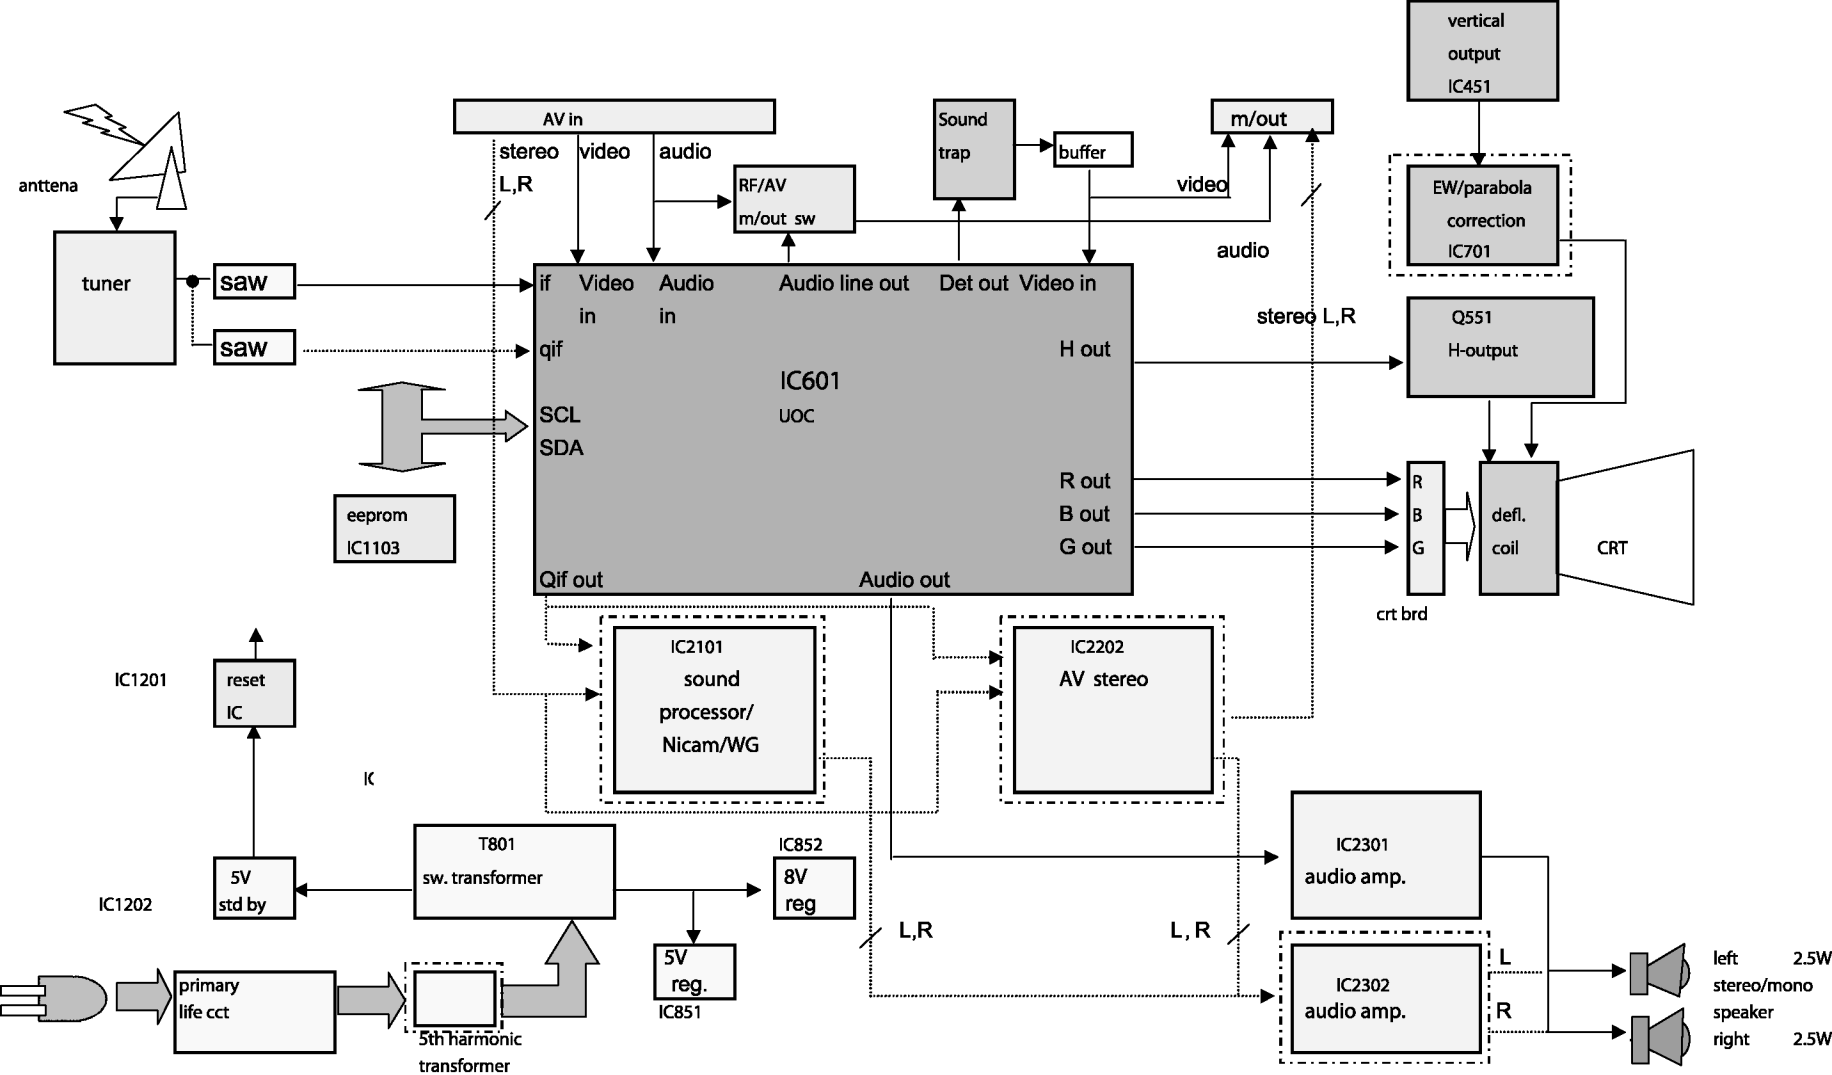 vertical
output
IC451
AV in
Sound
trap
buffer
m/out
stereo
video
audio
L,R
RF/AV
m/out sw
video
EW/parabola
correction
IC701
anttena
audio
tuner
saw
saw
if
Video
in
Audio
in
Audio line out
Det out
Video in
stereo L,R
qif
H out
Q551
H-output
IC601
UOC
SCL
SDA
R out
B out
G out
R
B
G
defl.
coil
CRT
crt brd
eeprom
IC1103
Qif out
Audio out
IC1201
reset
IC
IC2101
sound
processor/
Nicam/WG
IC2202
AV stereo
IC
T801
sw. transformer
IC852
8V
reg
5V
std by
IC1202
5V
reg.
IC851
L,R
L, R
IC2301
audio amp.
IC2302
audio amp.
L
R
left 2.5W
stereo/mono
speaker
right 2.5W
primary
life cct
5th harmonic
transformer